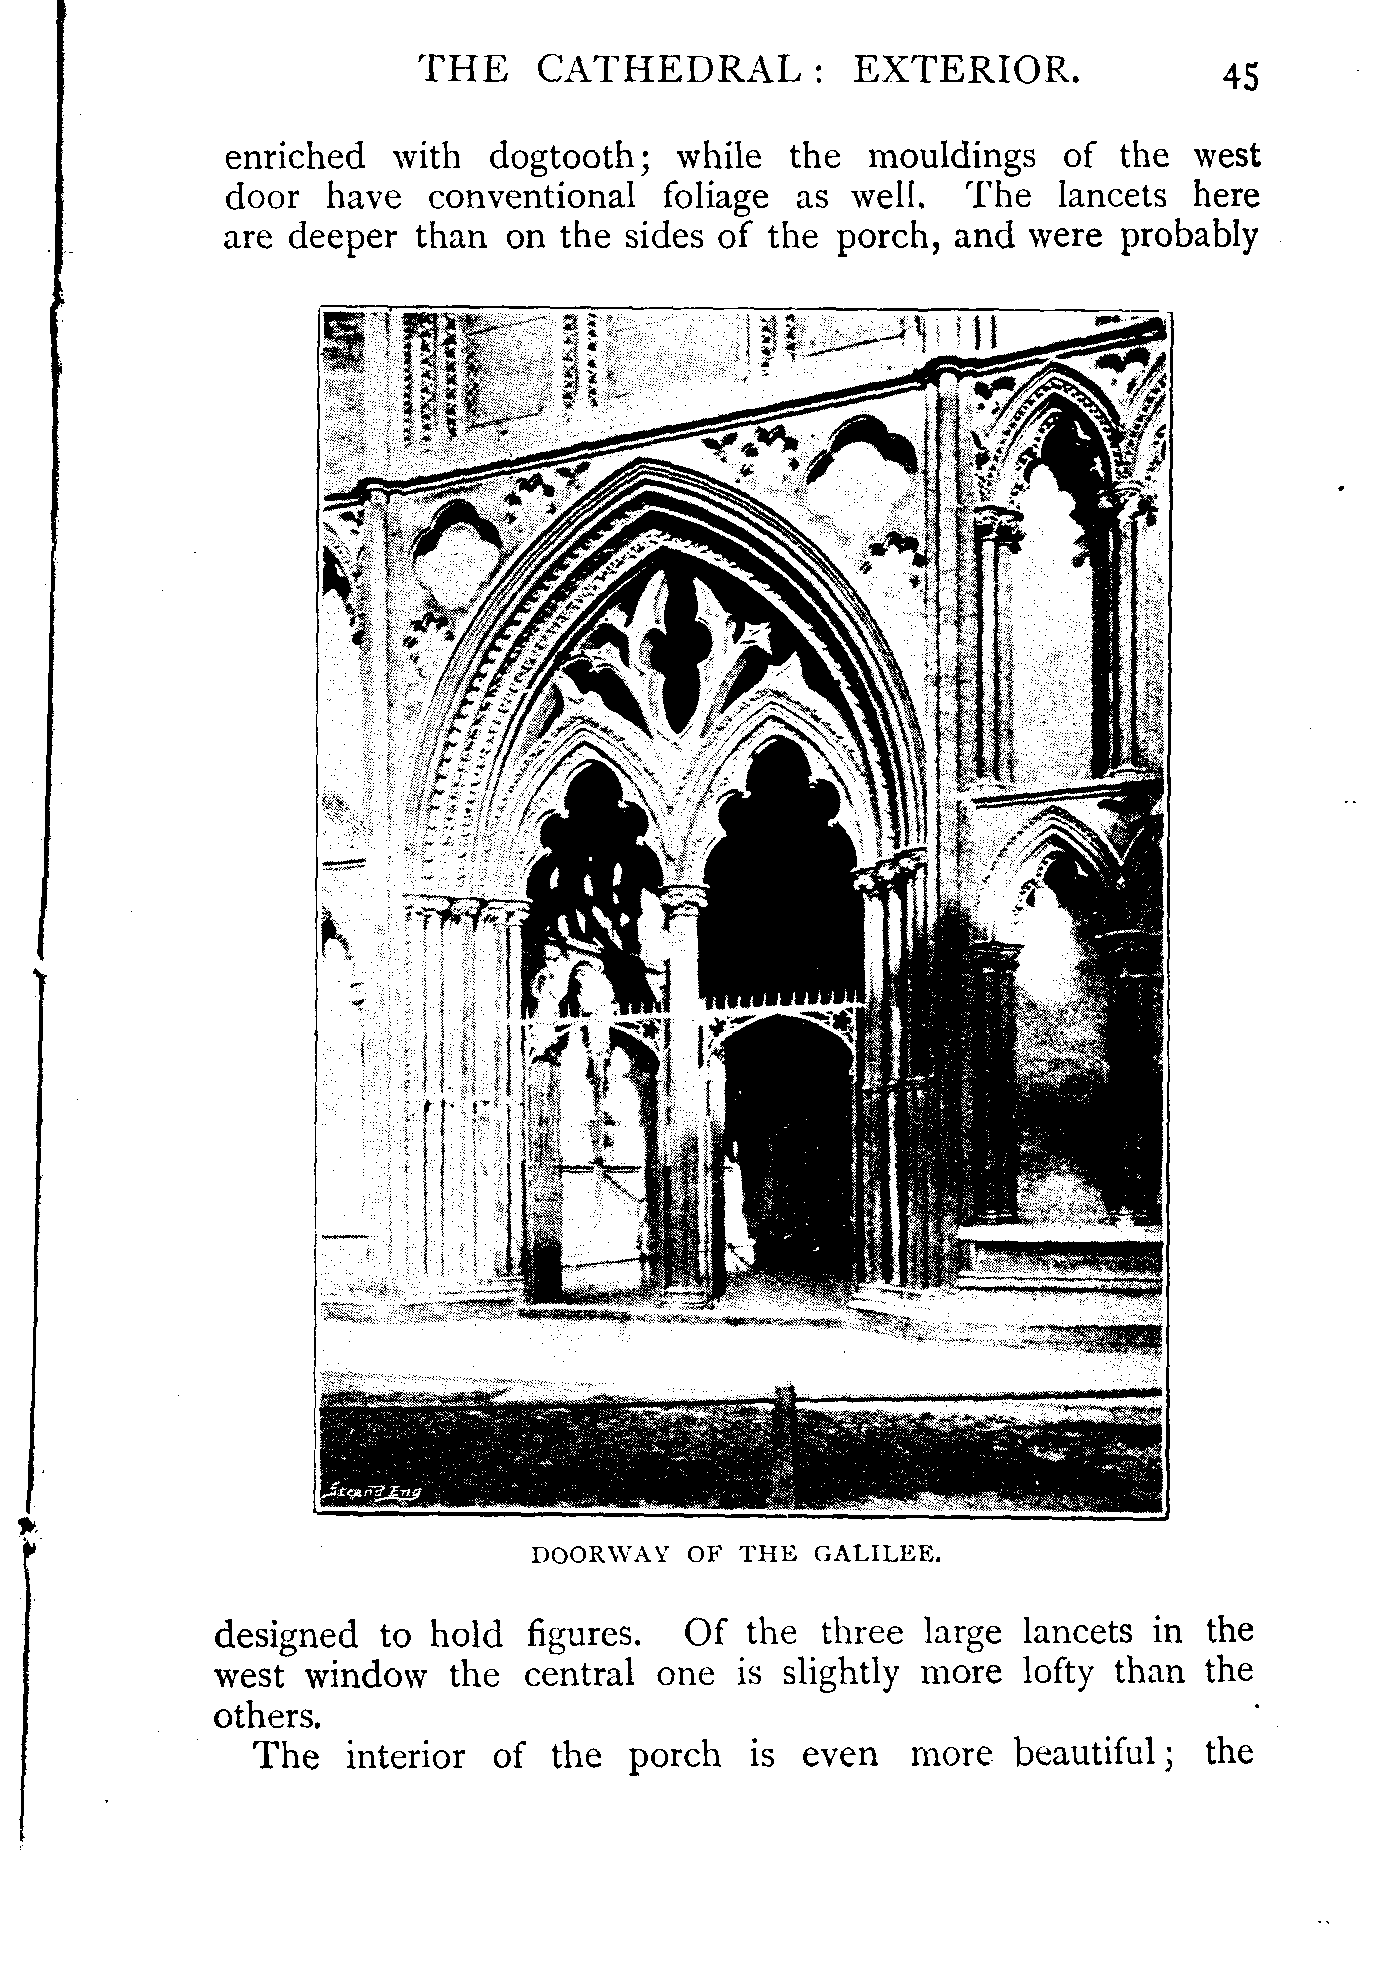 THE CATHEDRAL: EXTERIOR. 45
enriched with dogtooth; while the mouldings of the west
door have conventional foliage as well. The lancets here
are deeper than on the sides of the porch, and were probably
Strand Eng
DOORWAY OF THE GALILEE.
designed to hold figures. Of the three large lancets in the
west window the central one is slightly more lofty than the
others.
The interior of the porch is even more beautiful; the